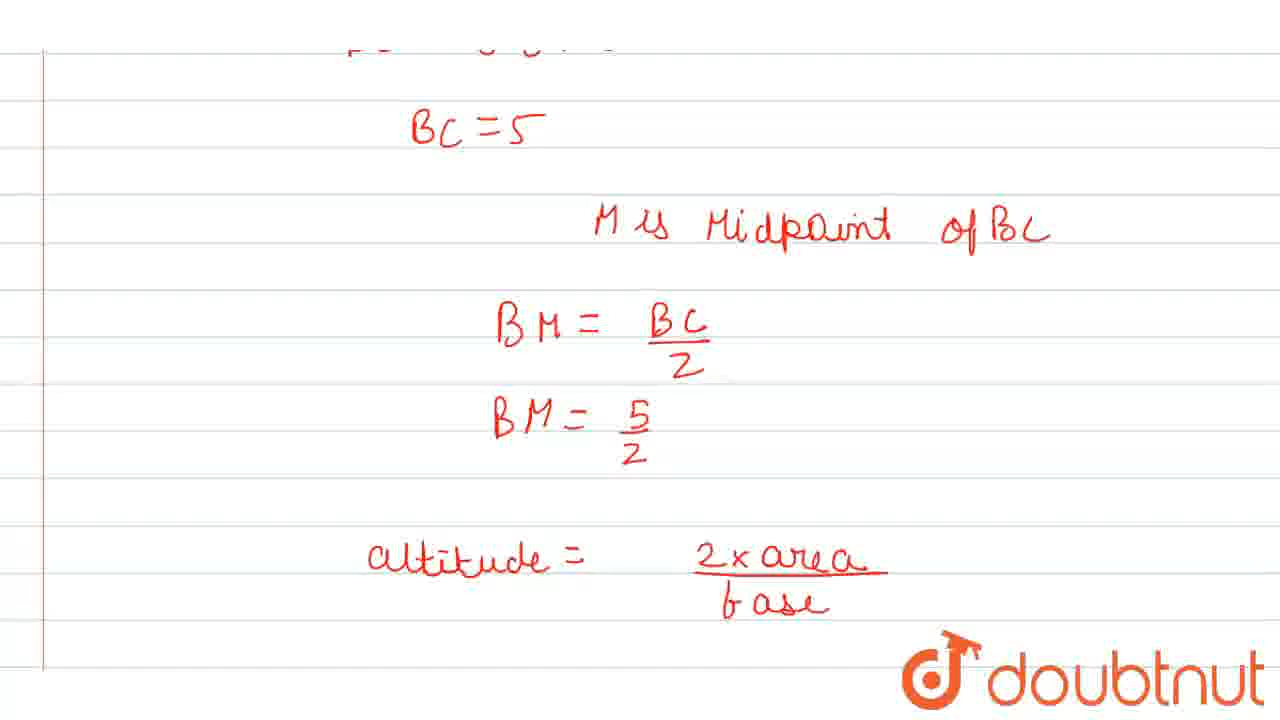 BC = 5
M is Midpoint of BC
BM = BC/2
BM = 5/2
altitude = 2 x area/base
doubtnut